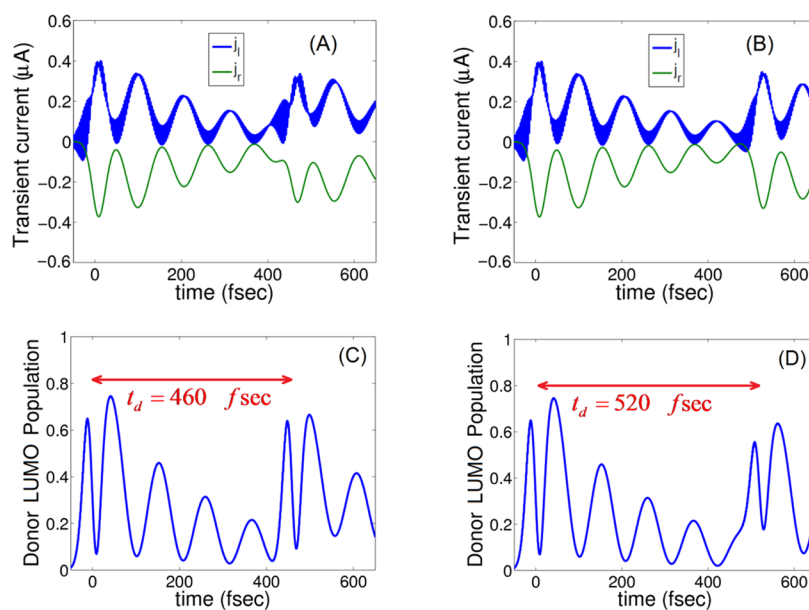 (A)
j_l
j_r
Transient current (μA)
0.6
0.4
0.2
0
−0.2
−0.4
−0.6
0 200 400 600
time (fsec)
(B)
j_l
j_r
Transient current (μA)
0.6
0.4
0.2
0
−0.2
−0.4
−0.6
0 200 400 600
time (fsec)
(C)
t_d = 460 fsec
Donor LUMO Population
1
0.8
0.6
0.4
0.2
0
0 200 400 600
time (fsec)
(D)
t_d = 520 fsec
Donor LUMO Population
1
0.8
0.6
0.4
0.2
0
0 200 400 600
time (fsec)